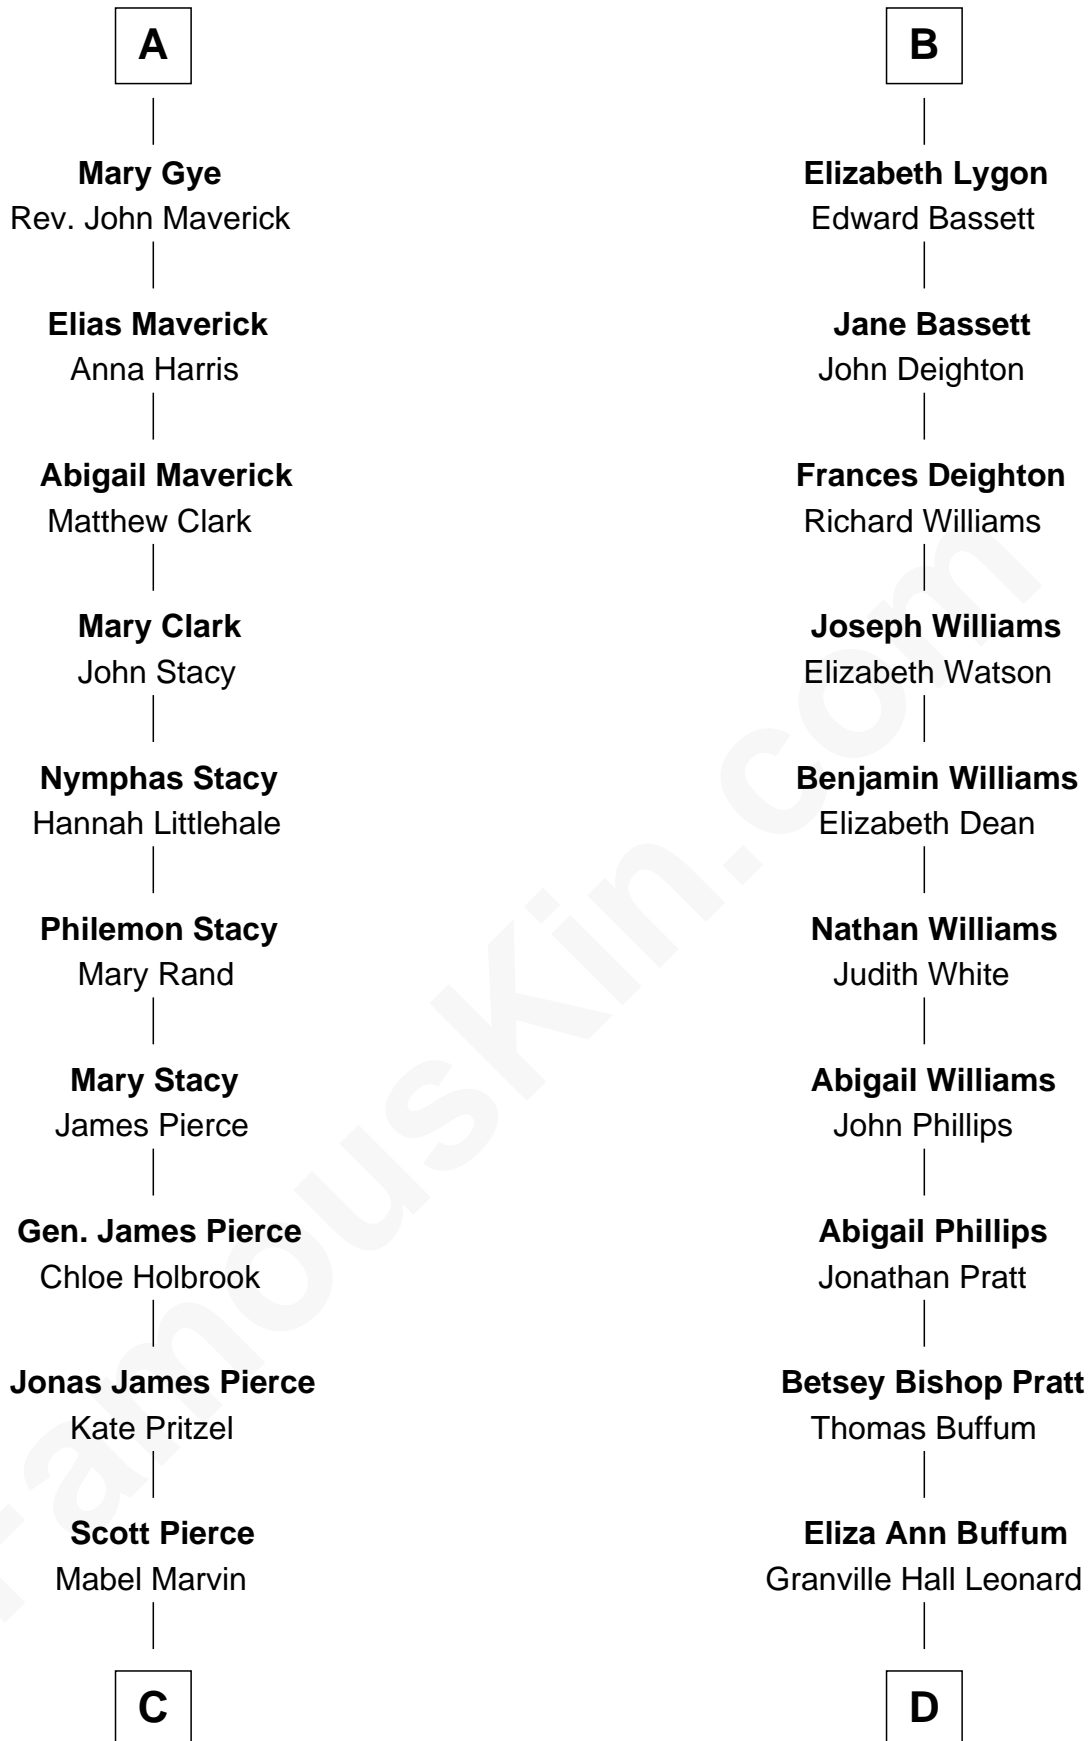 A
Mary Gye
Rev. John Maverick
Elias Maverick
Anna Harris
Abigail Maverick
Matthew Clark
Mary Clark
John Stacy
Nymphas Stacy
Hannah Littlehale
Philemon Stacy
Mary Rand
Mary Stacy
James Pierce
Gen. James Pierce
Chloe Holbrook
Jonas James Pierce
Kate Pritzel
Scott Pierce
Mabel Marvin
C
B
Elizabeth Lygon
Edward Bassett
Jane Bassett
John Deighton
Frances Deighton
Richard Williams
Joseph Williams
Elizabeth Watson
Benjamin Williams
Elizabeth Dean
Nathan Williams
Judith White
Abigail Williams
John Phillips
Abigail Phillips
Jonathan Pratt
Betsey Bishop Pratt
Thomas Buffum
Eliza Ann Buffum
Granville Hall Leonard
D
FamousKin.com